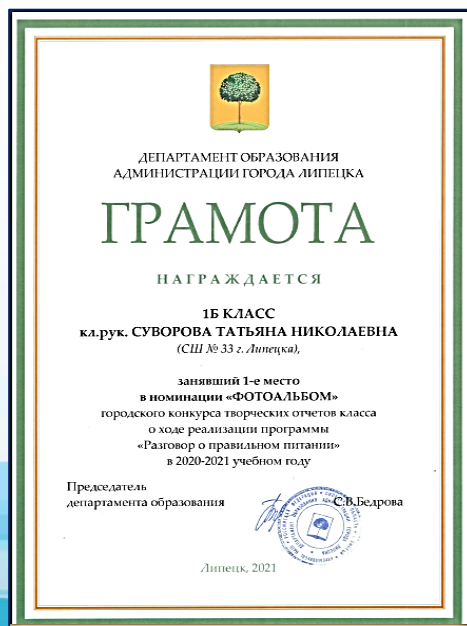 ДЕПАРТАМЕНТ ОБРАЗОВАНИЯ
АДМИНИСТРАЦИИ ГОРОДА ЛИПЕЦКА
ГРАМОТА
НАГРАЖДАЕТСЯ
1Б КЛАСС
кл.рук. СУВОРОВА ТАТЬЯНА НИКОЛАЕВНА
(СШ № 33 г. Липецка),
занявший 1-е место
в номинации «ФОТОАЛЬБОМ»
городского конкурса творческих отчетов класса
о ходе реализации программы
«Разговор о правильном питании»
в 2020-2021 учебном году
Председатель
департамента образования С.В.Бедрова
Липецк, 2021